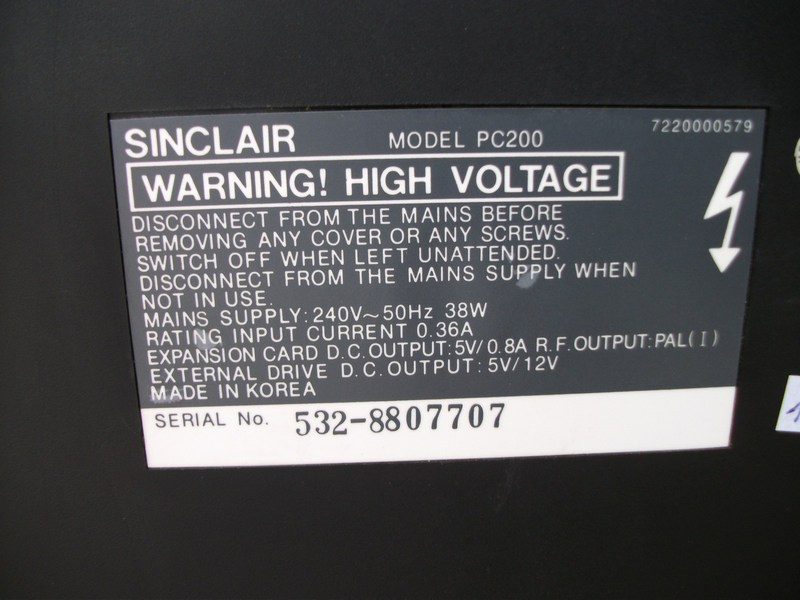 SINCLAIR MODEL PC200 7220000579
WARNING! HIGH VOLTAGE
DISCONNECT FROM THE MAINS BEFORE
REMOVING ANY COVER OR ANY SCREWS.
SWITCH OFF WHEN LEFT UNATTENDED.
DISCONNECT FROM THE MAINS SUPPLY WHEN
NOT IN USE.
MAINS SUPPLY:240V~50Hz 38W
RATING INPUT CURRENT 0.36A
EXPANSION CARD D.C.OUTPUT:5V/0.8A R.F.OUTPUT:PAL(I)
EXTERNAL DRIVE D.C.OUTPUT:5V/12V
MADE IN KOREA
SERIAL No. 532-8807707